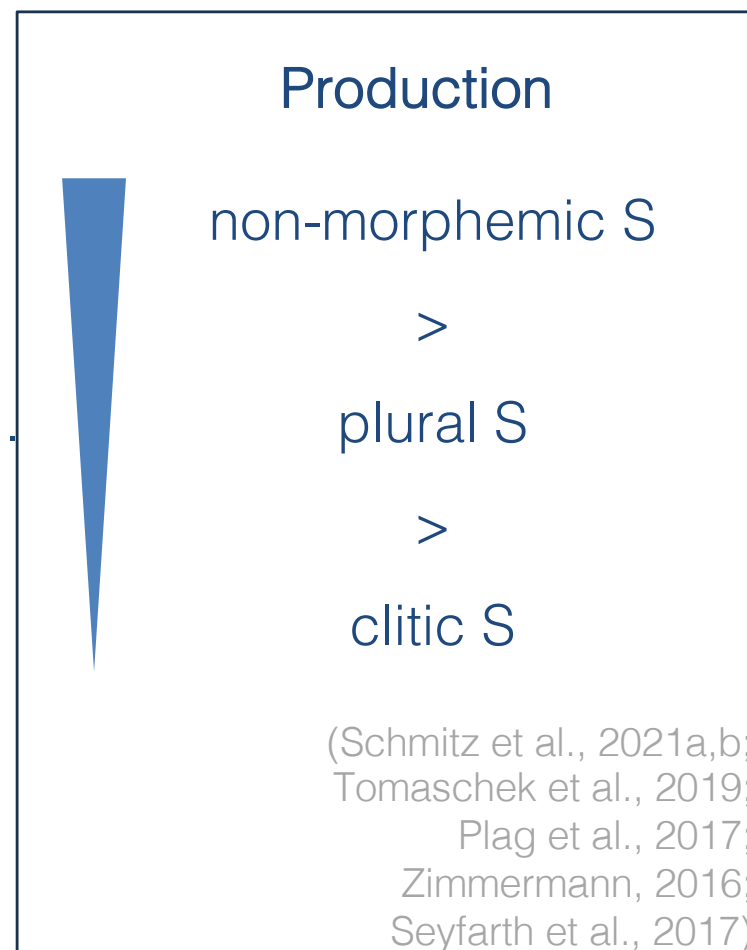 Production
non-morphemic S
>
plural S
>
clitic S
(Schmitz et al., 2021a,b;
Tomaschek et al., 2019;
Plag et al., 2017;
Zimmermann, 2016;
Seyfarth et al., 2017)